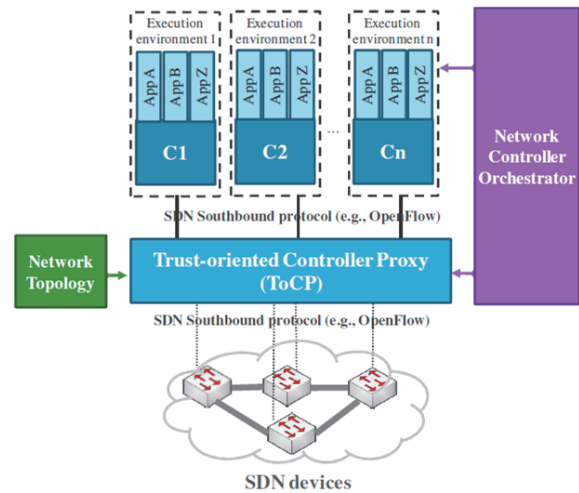 Execution
environment 1
Execution
environment 2
Execution
environment n
App A
App B
App Z
App A
App B
App Z
App A
App B
App Z
...
C1
C2
Cn
Network
Controller
Orchestrator
SDN Southbound protocol (e.g., OpenFlow)
Network
Topology
Trust-oriented Controller Proxy
(ToCP)
SDN Southbound protocol (e.g., OpenFlow)
SDN devices